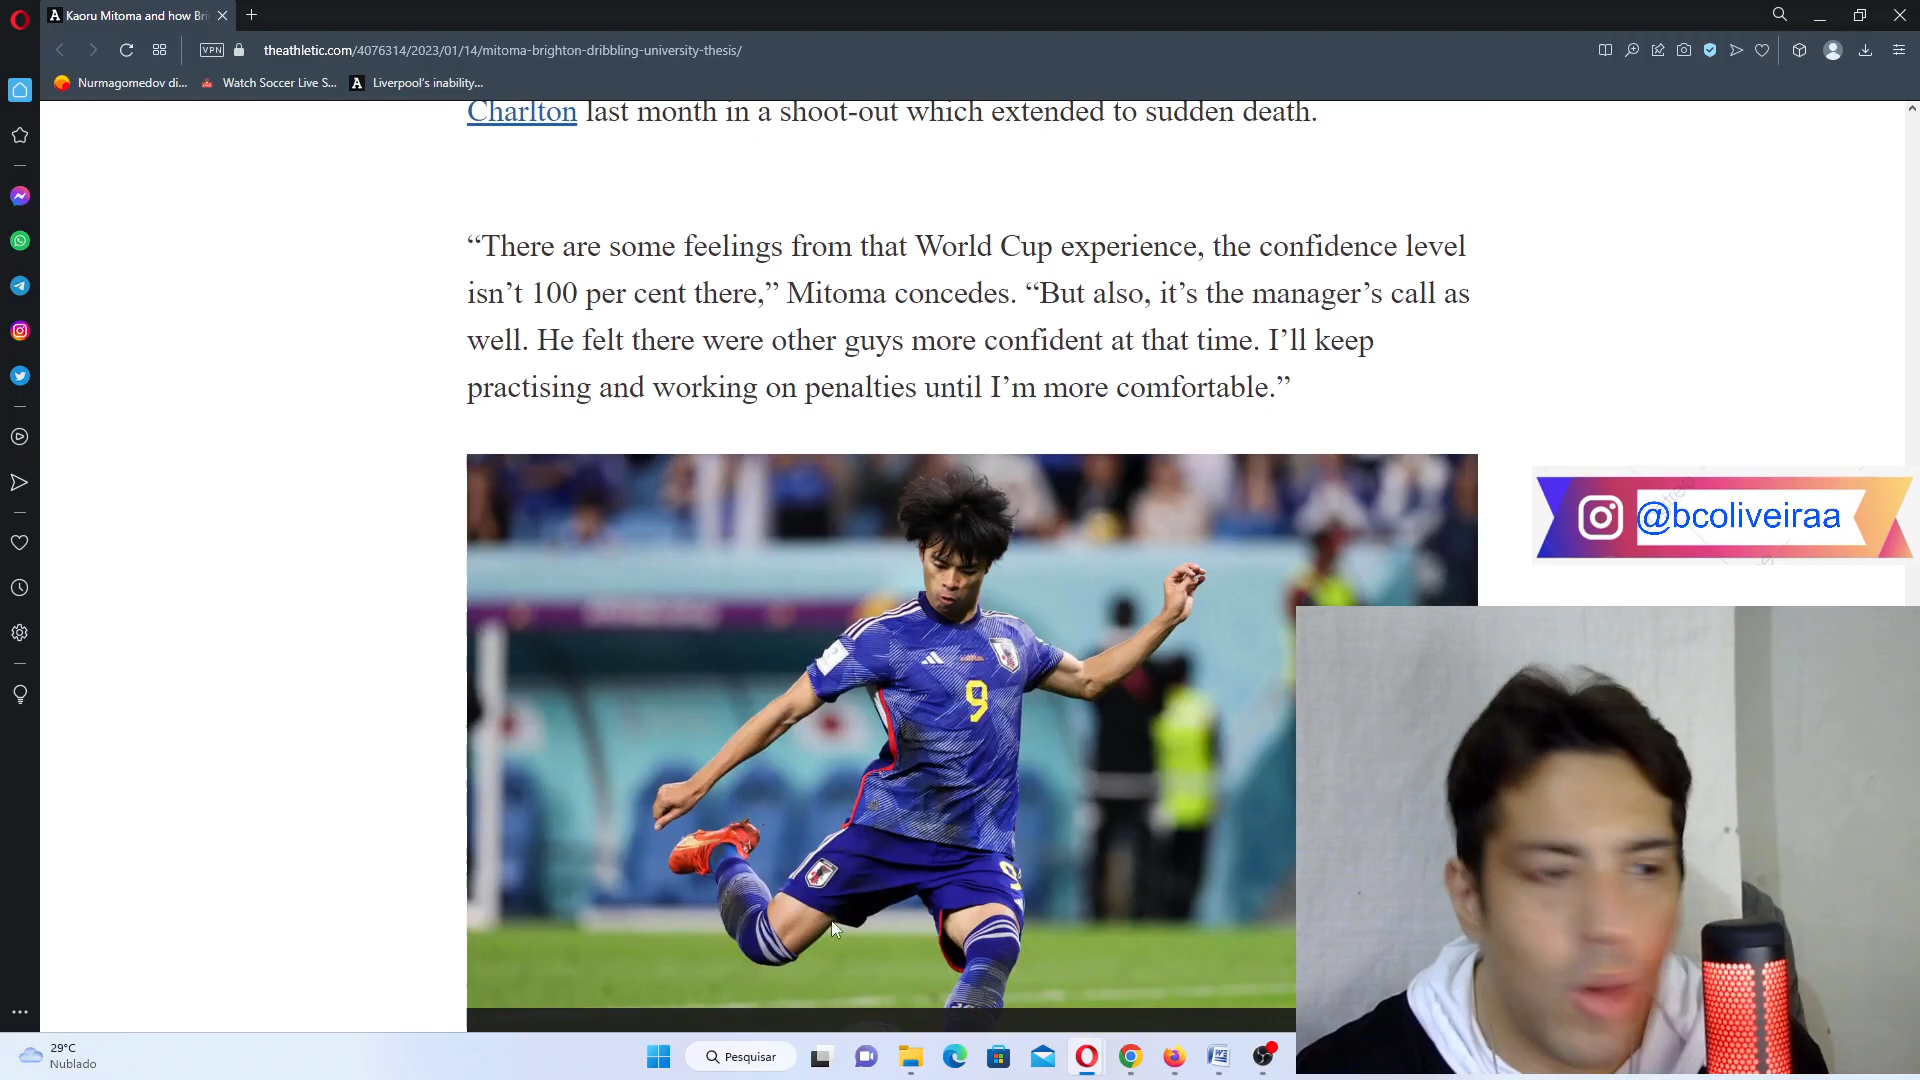 Kaoru Mitoma and how Bri
VPN
theathletic.com/4076314/2023/01/14/mitoma-brighton-dribbling-university-thesis/
Nurmagomedov di...
Watch Soccer Live S...
A
Liverpool's inability...
Charlton last month in a shoot-out which extended to sudden death.
“There are some feelings from that World Cup experience, the confidence level
isn’t 100 per cent there,” Mitoma concedes. “But also, it’s the manager’s call as
well. He felt there were other guys more confident at that time. I’ll keep
practising and working on penalties until I’m more comfortable.”
@bcoliveiraa
9
9
29°C
Nublado
Pesquisar